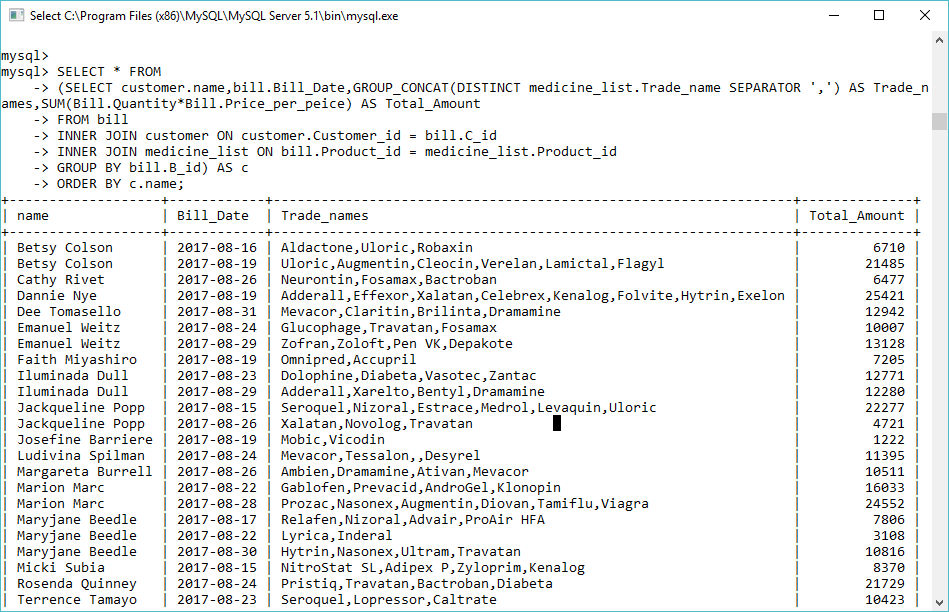 Select C:\Program Files (x86)\MySQL\MySQL Server 5.1\bin\mysql.exe
mysql>
mysql> SELECT * FROM
    -> (SELECT customer.name,bill.Bill_Date,GROUP_CONCAT(DISTINCT medicine_list.Trade_name SEPARATOR ',') AS Trade_n
ames,SUM(Bill.Quantity*Bill.Price_per_peice) AS Total_Amount
    -> FROM bill
    -> INNER JOIN customer ON customer.Customer_id = bill.C_id
    -> INNER JOIN medicine_list ON bill.Product_id = medicine_list.Product_id
    -> GROUP BY bill.B_id) AS c
    -> ORDER BY c.name;
+-------------------+------------+------------------------------------------------------------------+--------------+
| name              | Bill_Date  | Trade_names                                                      | Total_Amount |
+-------------------+------------+------------------------------------------------------------------+--------------+
| Betsy Colson      | 2017-08-16 | Aldactone,Uloric,Robaxin                                         |         6710 |
| Betsy Colson      | 2017-08-19 | Uloric,Augmentin,Cleocin,Verelan,Lamictal,Flagyl                 |        21485 |
| Cathy Rivet       | 2017-08-26 | Neurontin,Fosamax,Bactroban                                      |         6477 |
| Dannie Nye        | 2017-08-19 | Adderall,Effexor,Xalatan,Celebrex,Kenalog,Folvite,Hytrin,Exelon |        25421 |
| Dee Tomasello     | 2017-08-31 | Mevacor,Claritin,Brilinta,Dramamine                              |        12942 |
| Emanuel Weitz     | 2017-08-24 | Glucophage,Travatan,Fosamax                                      |        10007 |
| Emanuel Weitz     | 2017-08-29 | Zofran,Zoloft,Pen VK,Depakote                                    |        13128 |
| Faith Miyashiro   | 2017-08-19 | Omnipred,Accupril                                                |         7205 |
| Iluminada Dull    | 2017-08-23 | Dolophine,Diabeta,Vasotec,Zantac                                 |        12771 |
| Iluminada Dull    | 2017-08-29 | Adderall,Xarelto,Bentyl,Dramamine                                |        12280 |
| Jackqueline Popp  | 2017-08-15 | Seroquel,Nizoral,Estrace,Medrol,Levaquin,Uloric                  |        22277 |
| Jackqueline Popp  | 2017-08-26 | Xalatan,Novolog,Travatan                                         |         4721 |
| Josefine Barriere | 2017-08-19 | Mobic,Vicodin                                                    |         1222 |
| Ludivina Spilman  | 2017-08-24 | Mevacor,Tessalon,,Desyrel                                        |        11395 |
| Margareta Burrell | 2017-08-26 | Ambien,Dramamine,Ativan,Mevacor                                  |        10511 |
| Marion Marc       | 2017-08-22 | Gablofen,Prevacid,AndroGel,Klonopin                              |        16033 |
| Marion Marc       | 2017-08-28 | Prozac,Nasonex,Augmentin,Diovan,Tamiflu,Viagra                   |        24552 |
| Maryjane Beedle   | 2017-08-17 | Relafen,Nizoral,Advair,ProAir HFA                                |         7806 |
| Maryjane Beedle   | 2017-08-22 | Lyrica,Inderal                                                   |         3108 |
| Maryjane Beedle   | 2017-08-30 | Hytrin,Nasonex,Ultram,Travatan                                   |        10816 |
| Micki Subia       | 2017-08-15 | NitroStat SL,Adipex P,Zyloprim,Kenalog                           |         8370 |
| Rosenda Quinney   | 2017-08-24 | Pristiq,Travatan,Bactroban,Diabeta                               |        21729 |
| Terrence Tamayo   | 2017-08-23 | Seroquel,Lopressor,Caltrate                                      |        10423 |